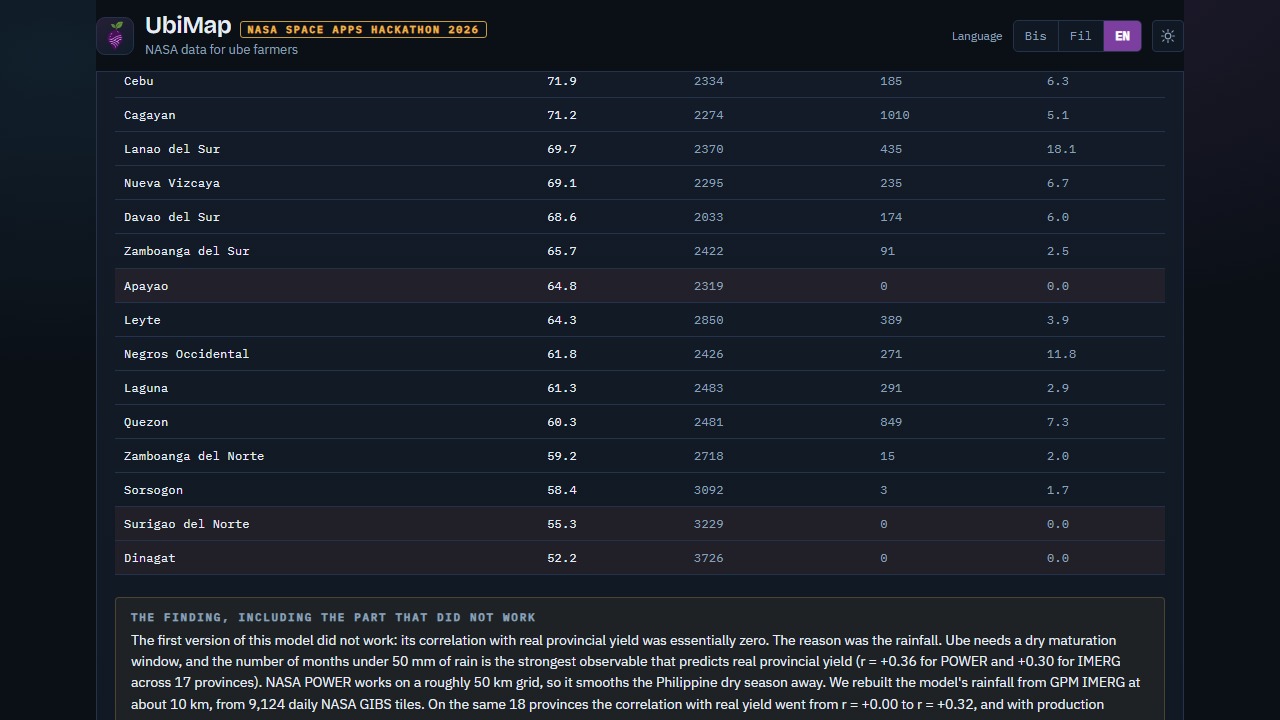 UbiMap NASA SPACE APPS HACKATHON 2026
NASA data for ube farmers
Language Bis Fil EN
Cebu 71.9 2334 185 6.3
Cagayan 71.2 2274 1010 5.1
Lanao del Sur 69.7 2370 435 18.1
Nueva Vizcaya 69.1 2295 235 6.7
Davao del Sur 68.6 2033 174 6.0
Zamboanga del Sur 65.7 2422 91 2.5
Apayao 64.8 2319 0 0.0
Leyte 64.3 2850 389 3.9
Negros Occidental 61.8 2426 271 11.8
Laguna 61.3 2483 291 2.9
Quezon 60.3 2481 849 7.3
Zamboanga del Norte 59.2 2718 15 2.0
Sorsogon 58.4 3092 3 1.7
Surigao del Norte 55.3 3229 0 0.0
Dinagat 52.2 3726 0 0.0
THE FINDING, INCLUDING THE PART THAT DID NOT WORK
The first version of this model did not work: its correlation with real provincial yield was essentially zero. The reason was the rainfall. Ube needs a dry maturation
window, and the number of months under 50 mm of rain is the strongest observable that predicts real provincial yield (r = +0.36 for POWER and +0.30 for IMERG
across 17 provinces). NASA POWER works on a roughly 50 km grid, so it smooths the Philippine dry season away. We rebuilt the model's rainfall from GPM IMERG at
about 10 km, from 9,124 daily NASA GIBS tiles. On the same 18 provinces the correlation with real yield went from r = +0.00 to r = +0.32, and with production